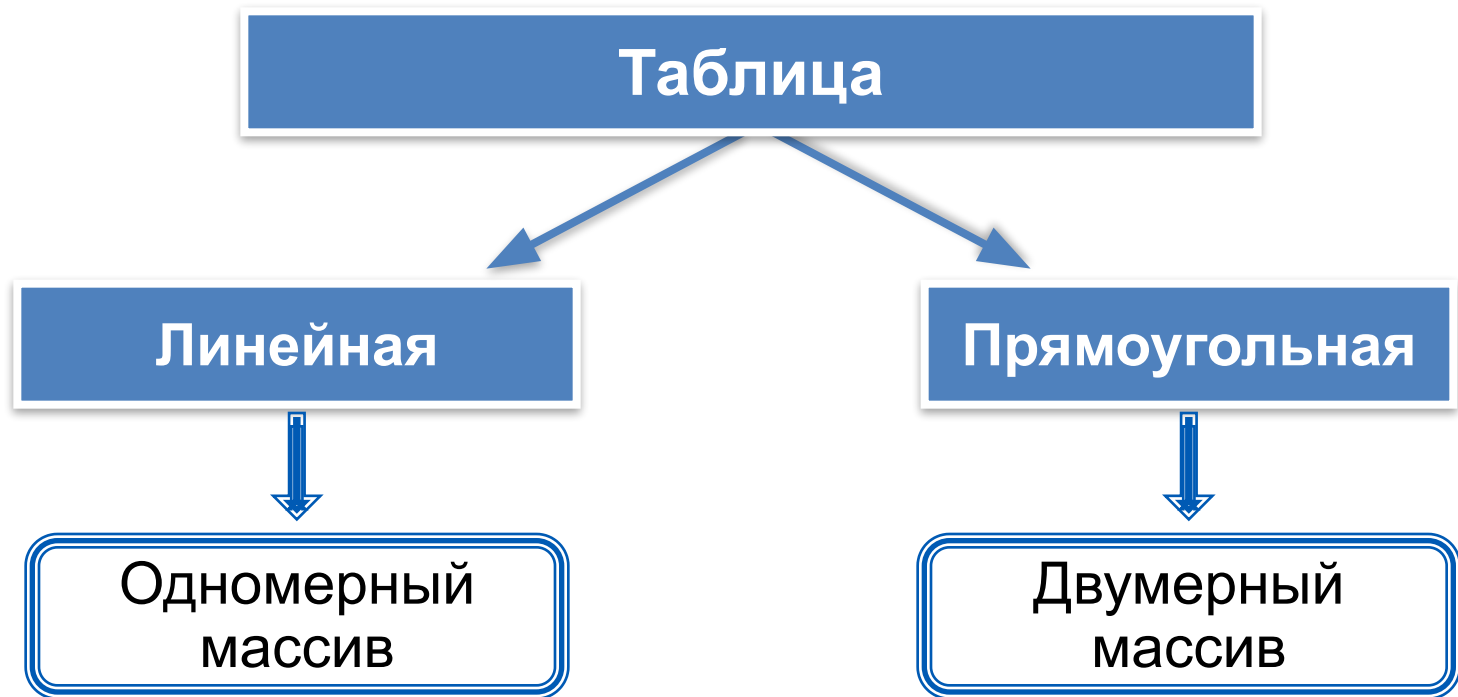 Таблица
Линейная
Прямоугольная
Одномерный
массив
Двумерный
массив